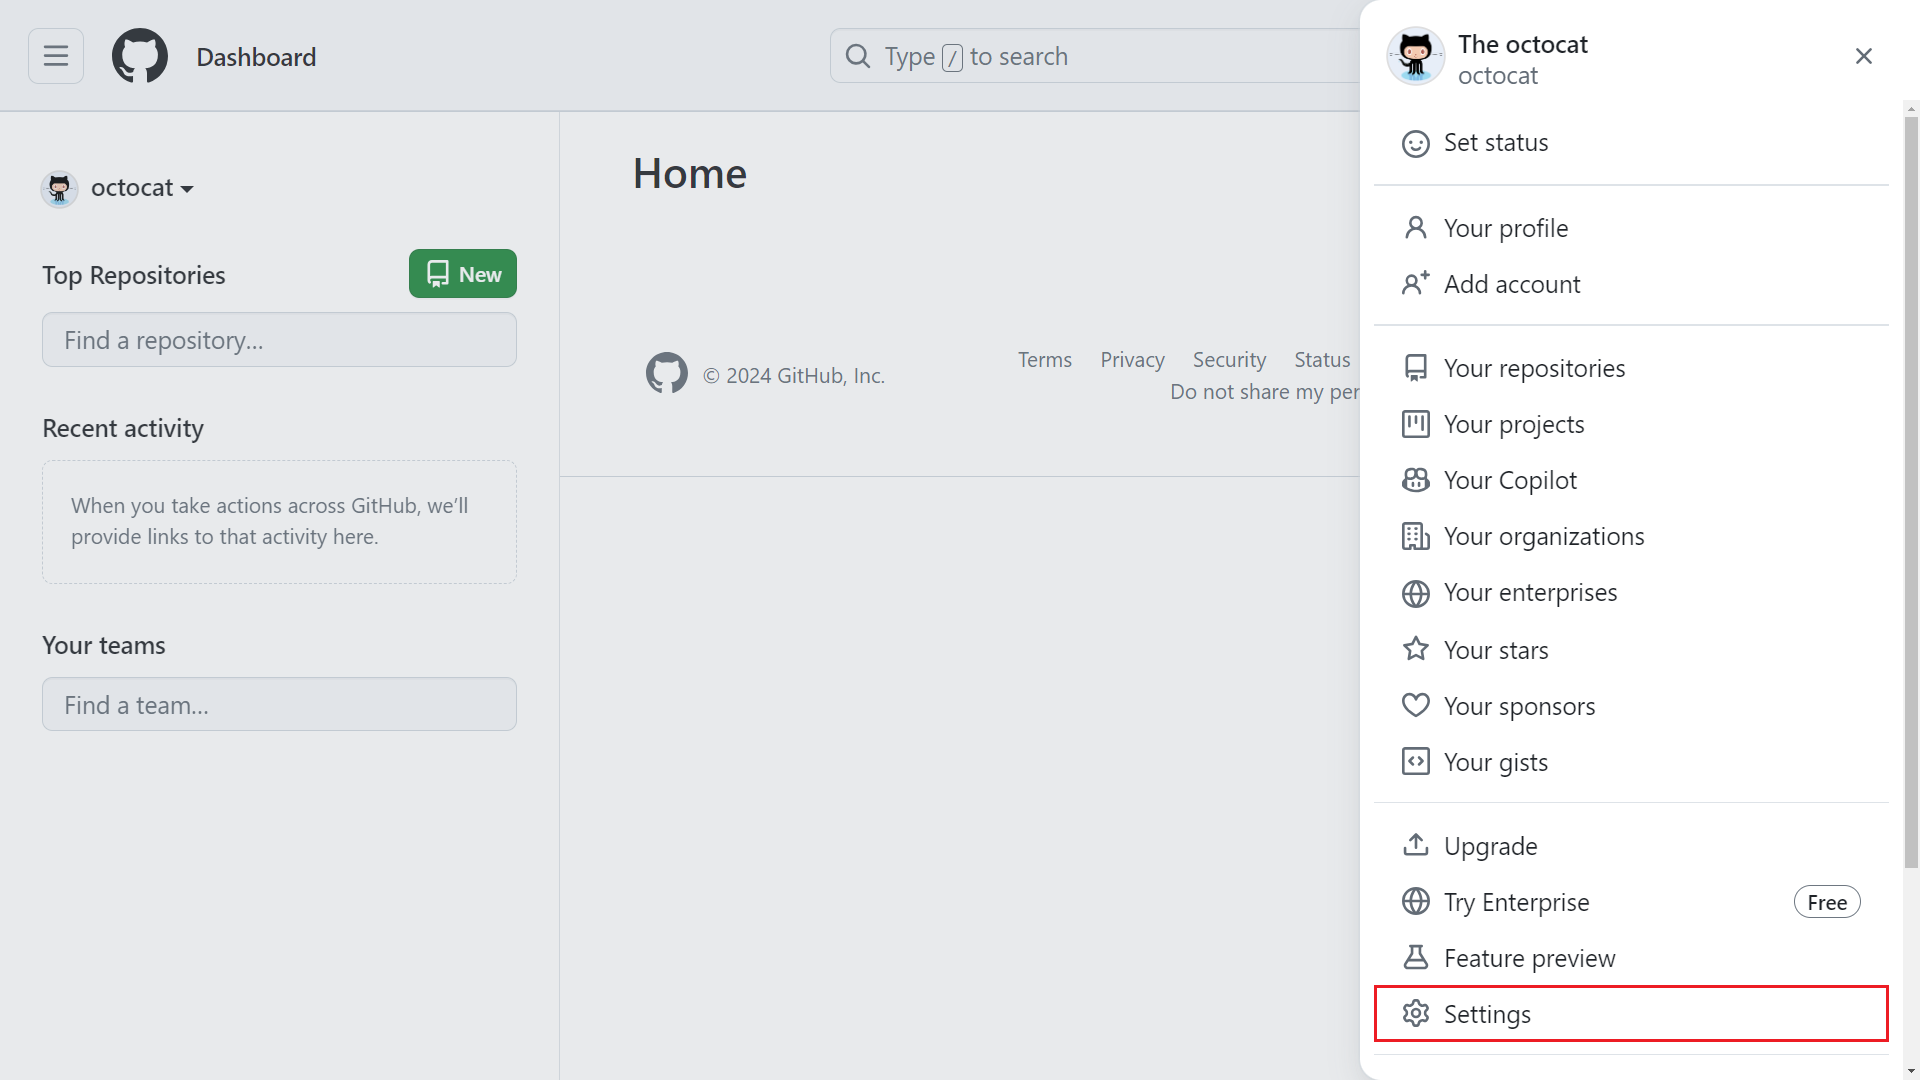 Dashboard
Type / to search
octocat
Top Repositories
New
Find a repository...
Recent activity
When you take actions across GitHub, we’ll
provide links to that activity here.
Your teams
Find a team...
Home
© 2024 GitHub, Inc.
Terms Privacy Security Status
Do not share my per
The octocat
octocat
Set status
Your profile
Add account
Your repositories
Your projects
Your Copilot
Your organizations
Your enterprises
Your stars
Your sponsors
Your gists
Upgrade
Try Enterprise Free
Feature preview
Settings